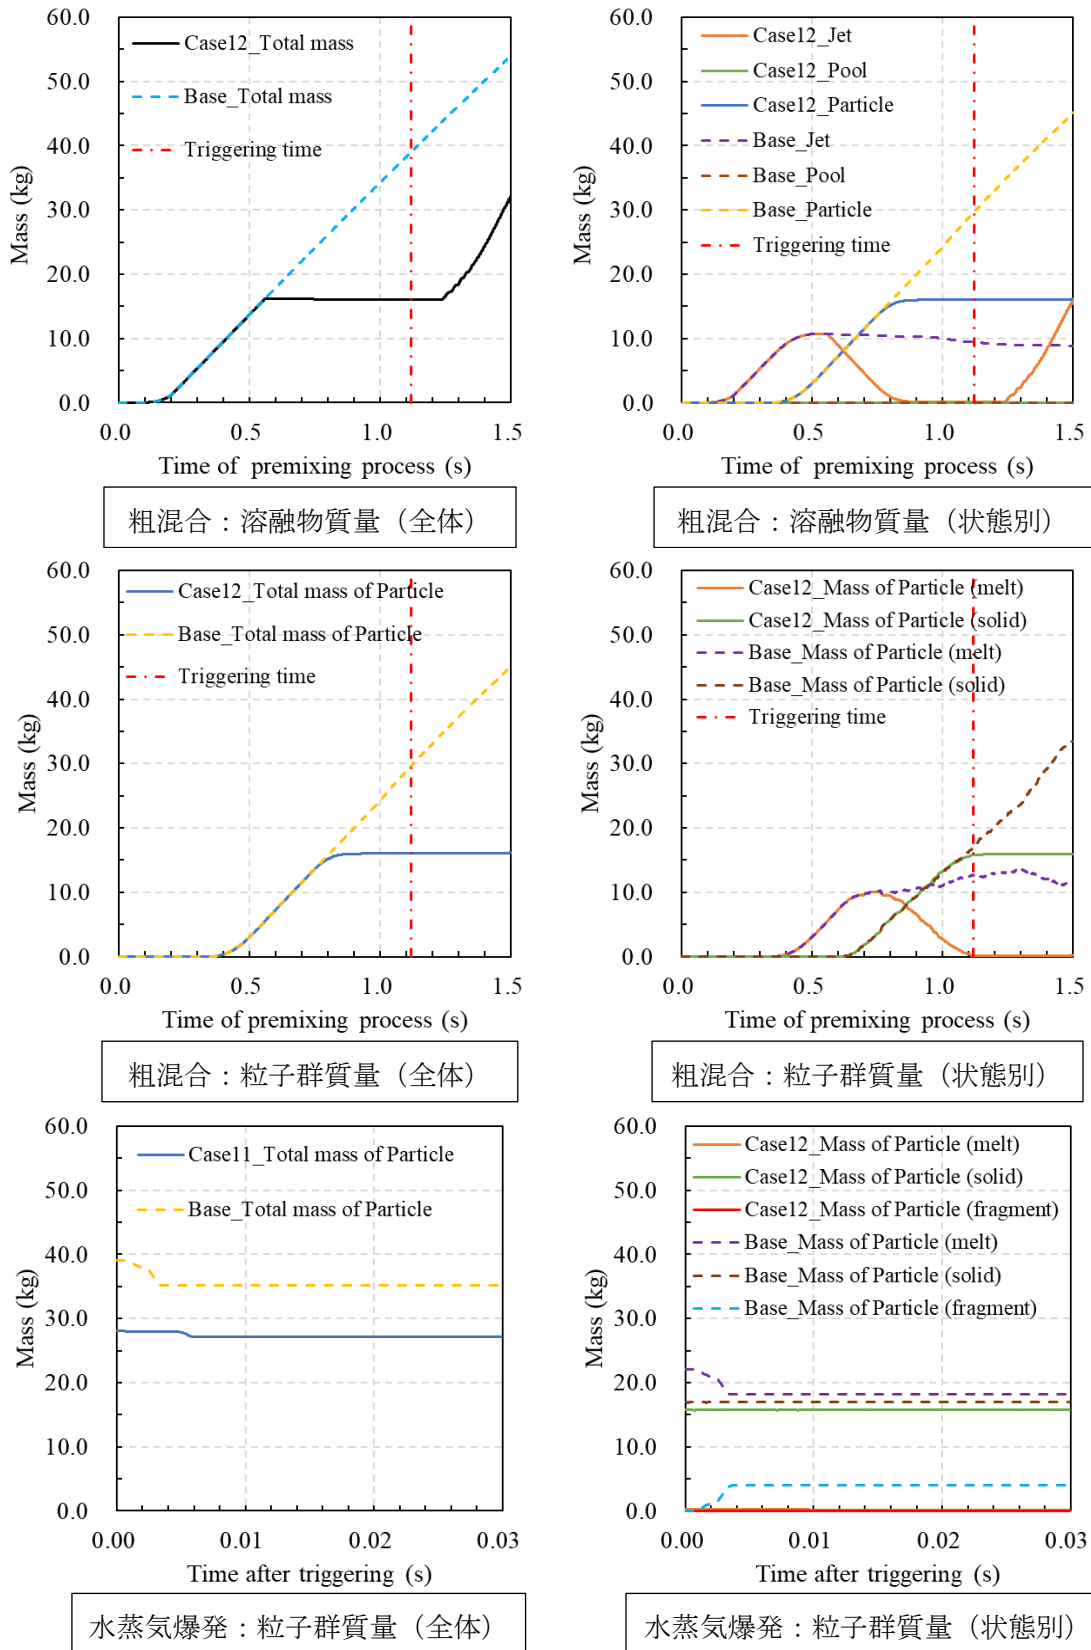 60.0
50.0
40.0
30.0
20.0
10.0
0.0
Mass (kg)
Case12_Total mass
Base_Total mass
Triggering time
0.0 0.5 1.0 1.5
Time of premixing process (s)
粗混合：溶融物質量（全体）
60.0
50.0
40.0
30.0
20.0
10.0
0.0
Mass (kg)
Case12_Jet
Case12_Pool
Case12_Particle
Base_Jet
Base_Pool
Base_Particle
Triggering time
0.0 0.5 1.0 1.5
Time of premixing process (s)
粗混合：溶融物質量（状態別）
60.0
50.0
40.0
30.0
20.0
10.0
0.0
Mass (kg)
Case12_Total mass of Particle
Base_Total mass of Particle
Triggering time
0.0 0.5 1.0 1.5
Time of premixing process (s)
粗混合：粒子群質量（全体）
60.0
50.0
40.0
30.0
20.0
10.0
0.0
Mass (kg)
Case12_Mass of Particle (melt)
Case12_Mass of Particle (solid)
Base_Mass of Particle (melt)
Base_Mass of Particle (solid)
Triggering time
0.0 0.5 1.0 1.5
Time of premixing process (s)
粗混合：粒子群質量（状態別）
60.0
50.0
40.0
30.0
20.0
10.0
0.0
Mass (kg)
Case11_Total mass of Particle
Base_Total mass of Particle
0.00 0.01 0.02 0.03
Time after triggering (s)
水蒸気爆発：粒子群質量（全体）
60.0
50.0
40.0
30.0
20.0
10.0
0.0
Mass (kg)
Case12_Mass of Particle (melt)
Case12_Mass of Particle (solid)
Case12_Mass of Particle (fragment)
Base_Mass of Particle (melt)
Base_Mass of Particle (solid)
Base_Mass of Particle (fragment)
0.00 0.01 0.02 0.03
Time after triggering (s)
水蒸気爆発：粒子群質量（状態別）